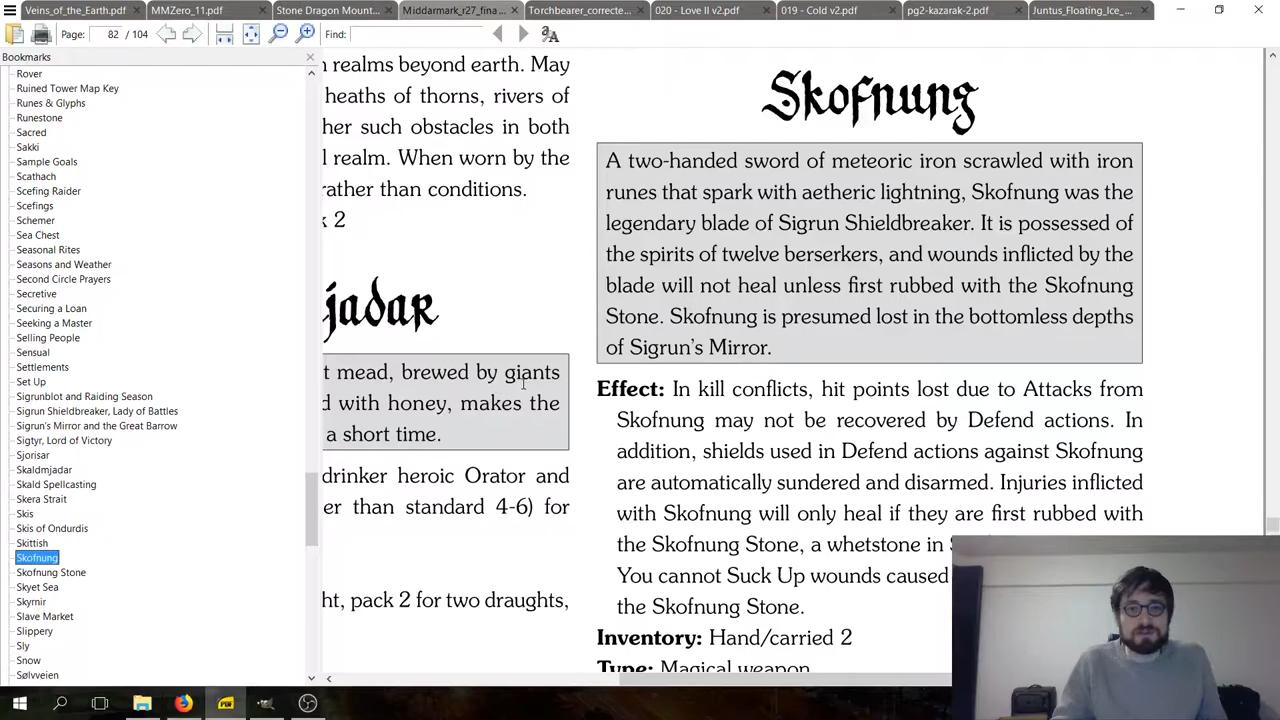 Veins_of_the_Earth.pdf
MMZero_11.pdf
Stone Dragon Mount...
Middarmark_r27_fina...
Torchbearer_correcte...
020 - Love II v2.pdf
019 - Cold v2.pdf
pg2-kazarak-2.pdf
Juntus_Floating_Ice_...
Page: 82 / 104
Find:
Bookmarks
Rover
Ruined Tower Map Key
Runes & Glyphs
Runestone
Sacred
Sakki
Sample Goals
Scathach
Scefing Raider
Scefings
Schemer
Sea Chest
Seasonal Rites
Seasons and Weather
Second Circle Prayers
Secretive
Securing a Loan
Seeking a Master
Selling People
Sensual
Settlements
Set Up
Sigrunblot and Raiding Season
Sigrun Shieldbreaker, Lady of Battles
Sigrun's Mirror and the Great Barrow
Sigtyr, Lord of Victory
Sjorisar
Skaldmjadar
Skald Spellcasting
Skera Strait
Skis
Skis of Ondurdis
Skittish
Skofnung
Skofnung Stone
Skyet Sea
Skyrnir
Slave Market
Slippery
Sly
Snow
Sølvveien
realms beyond earth. May
heaths of thorns, rivers of
her such obstacles in both
l realm. When worn by the
rather than conditions.
k 2
jadar
t mead, brewed by giants
d with honey, makes the
a short time.
drinker heroic Orator and
er than standard 4-6) for
ht, pack 2 for two draughts,
Skofnung
A two-handed sword of meteoric iron scrawled with iron
runes that spark with aetheric lightning, Skofnung was the
legendary blade of Sigrun Shieldbreaker. It is possessed of
the spirits of twelve berserkers, and wounds inflicted by the
blade will not heal unless first rubbed with the Skofnung
Stone. Skofnung is presumed lost in the bottomless depths
of Sigrun's Mirror.
Effect: In kill conflicts, hit points lost due to Attacks from
Skofnung may not be recovered by Defend actions. In
addition, shields used in Defend actions against Skofnung
are automatically sundered and disarmed. Injuries inflicted
with Skofnung will only heal if they are first rubbed with
the Skofnung Stone, a whetstone in
You cannot Suck Up wounds caused
the Skofnung Stone.
Inventory: Hand/carried 2
Type: Magical weapon